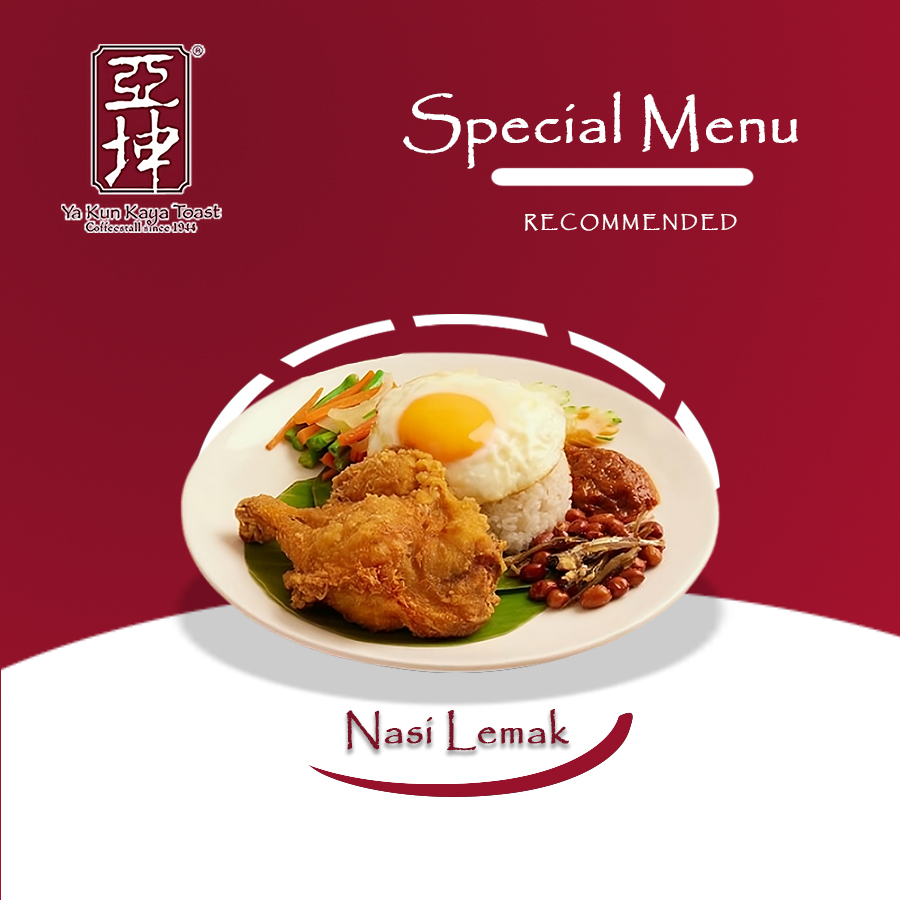 亞坤
®
Ya Kun Kaya Toast
Coffeestall since 1944
Special Menu
RECOMMENDED
Nasi Lemak